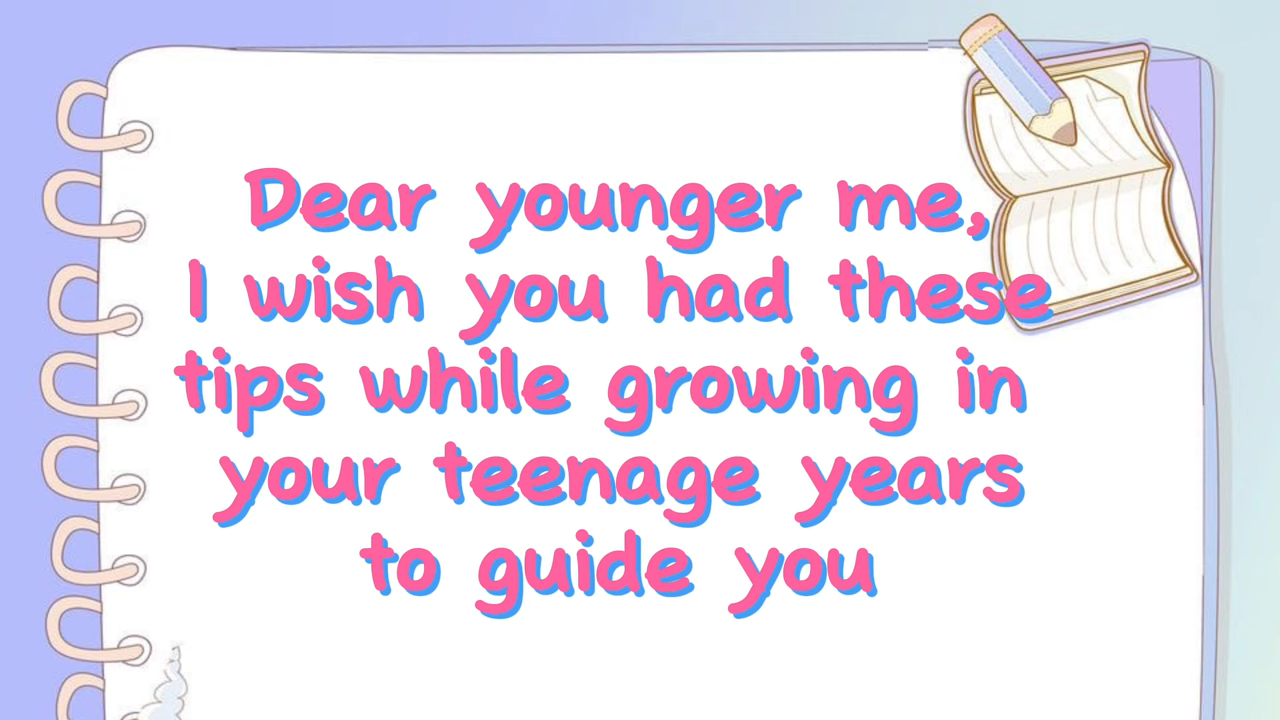 Dear younger me,
I wish you had these
tips while growing in
your teenage years
to guide you